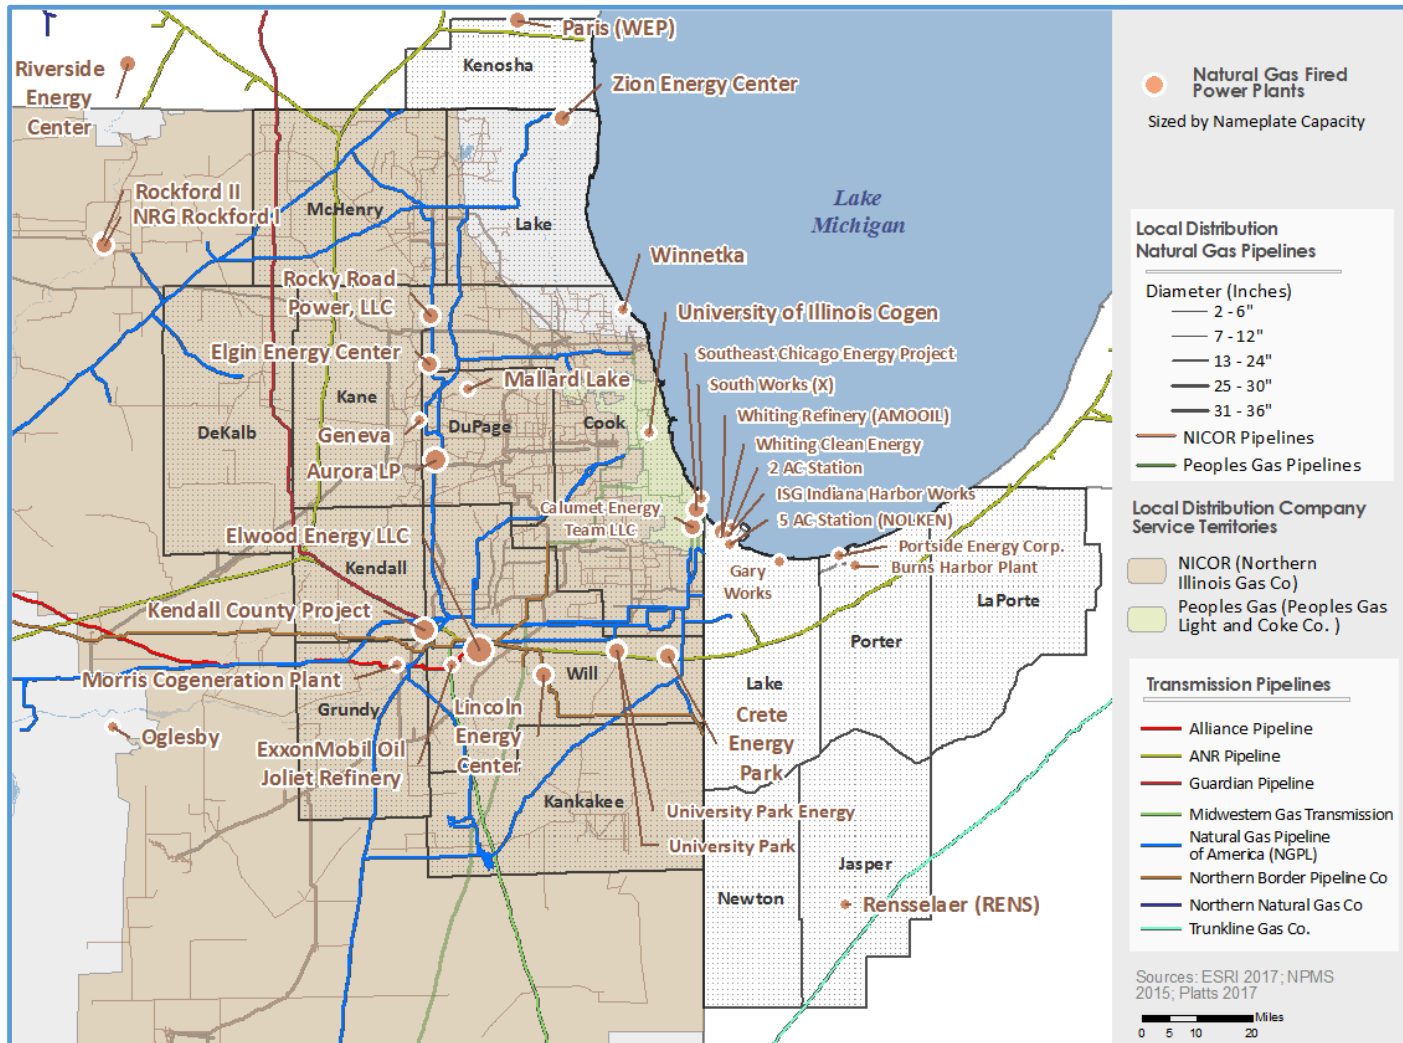 Paris (WEP)
Kenosha
Riverside
Energy
Center
Zion Energy Center
Rockford II
NRG Rockford I
McHenry
Lake
Lake
Michigan
Winnetka
Rocky Road
Power, LLC
University of Illinois Cogen
Elgin Energy Center
Southeast Chicago Energy Project
Mallard Lake
South Works (X)
Kane
Cook
Whiting Refinery (AMOOIL)
DeKalb
Geneva
DuPage
Whiting Clean Energy
Aurora LP
2 AC Station
ISG Indiana Harbor Works
Calumet Energy
Team LLC
5 AC Station (NOLKEN)
Elwood Energy LLC
Portside Energy Corp.
Burns Harbor Plant
Kendall
Gary
Works
LaPorte
Kendall County Project
Porter
Morris Cogeneration Plant
Will
Lake
Grundy
Lincoln
Energy
Center
Crete
Energy
Park
Oglesby
ExxonMobil Oil
Joliet Refinery
Kankakee
University Park Energy
University Park
Jasper
Newton
Rensselaer (RENS)
Natural Gas Fired
Power Plants
Sized by Nameplate Capacity
Local Distribution
Natural Gas Pipelines
Diameter (Inches)
2 - 6"
7 - 12"
13 - 24"
25 - 30"
31 - 36"
NICOR Pipelines
Peoples Gas Pipelines
Local Distribution Company
Service Territories
NICOR (Northern
Illinois Gas Co)
Peoples Gas (Peoples Gas
Light and Coke Co. )
Transmission Pipelines
Alliance Pipeline
ANR Pipeline
Guardian Pipeline
Midwestern Gas Transmission
Natural Gas Pipeline
of America (NGPL)
Northern Border Pipeline Co
Northern Natural Gas Co
Trunkline Gas Co.
Sources: ESRI 2017; NPMS
2015; Platts 2017
Miles
0 5 10 20